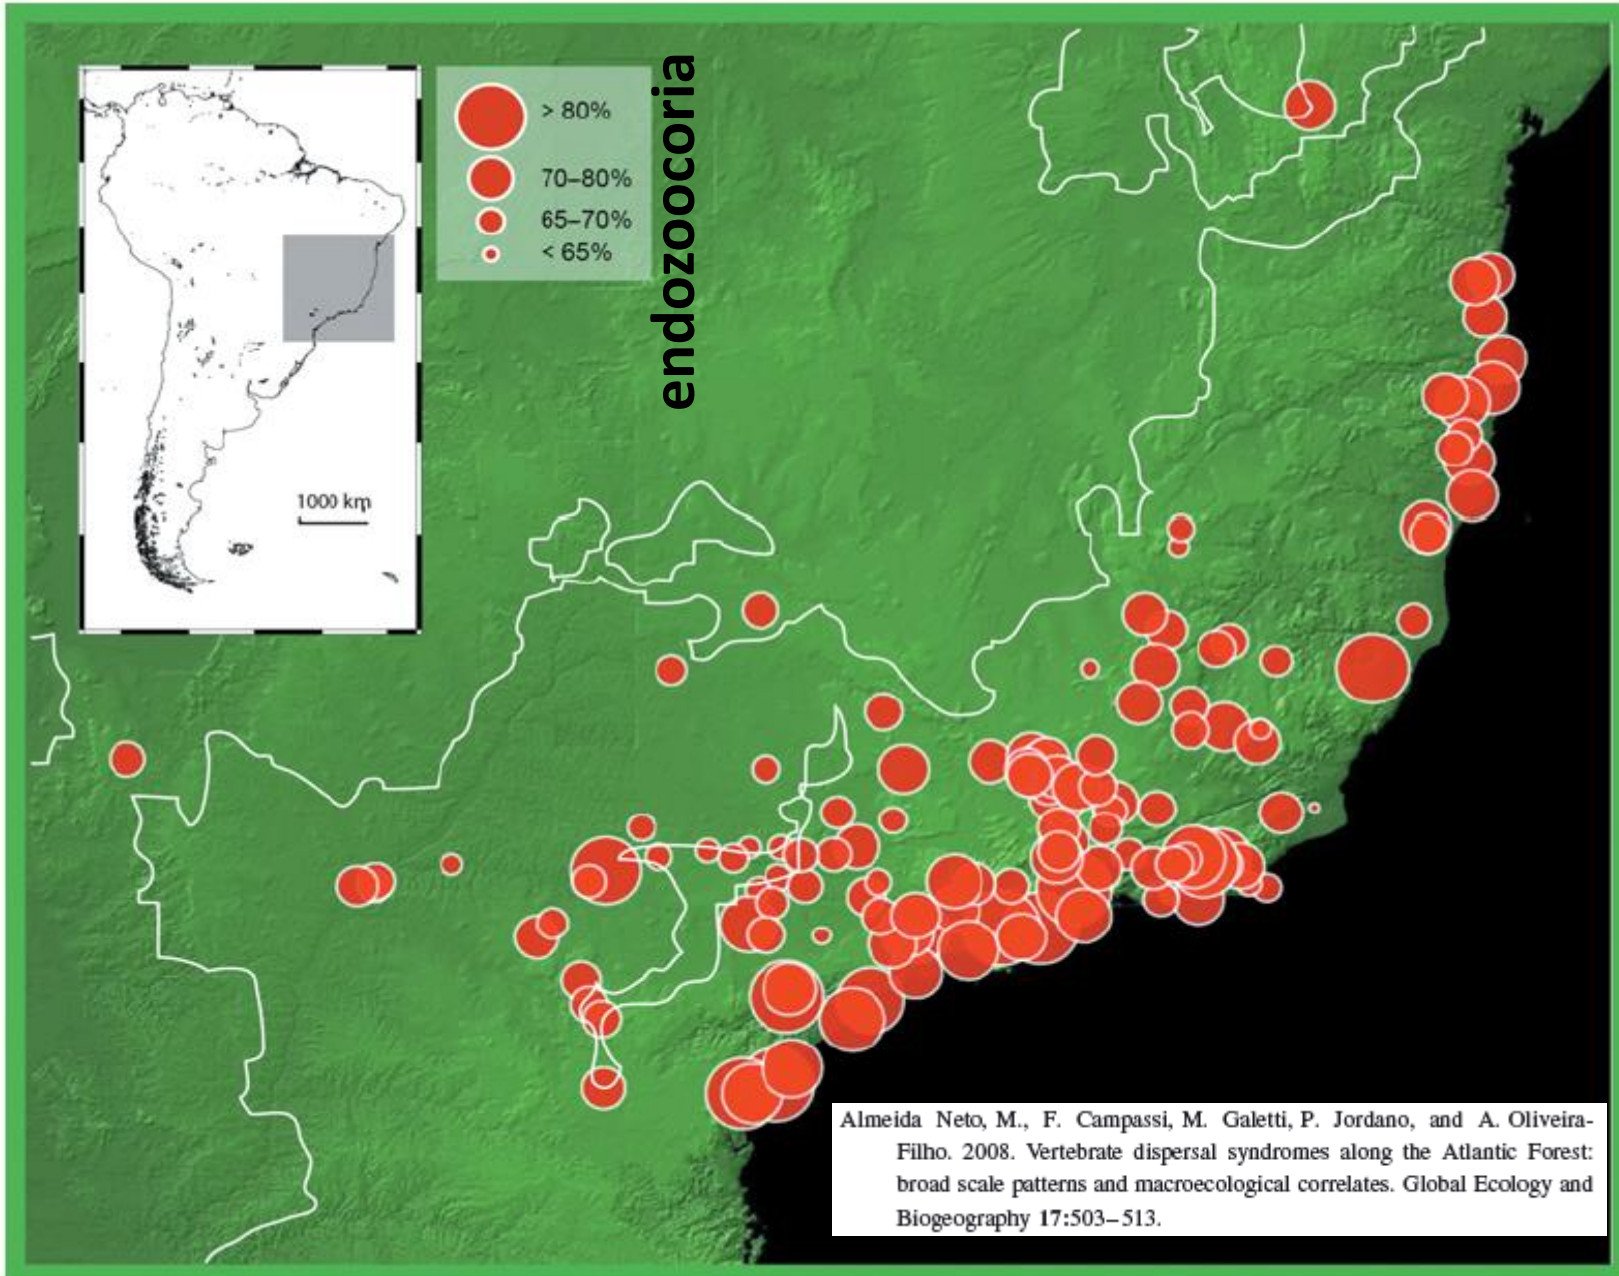 > 80%
70–80%
65–70%
< 65%
endozoocoria
1000 km
Almeida Neto, M., F. Campassi, M. Galetti, P. Jordano, and A. Oliveira-
Filho. 2008. Vertebrate dispersal syndromes along the Atlantic Forest:
broad scale patterns and macroecological correlates. Global Ecology and
Biogeography 17:503–513.